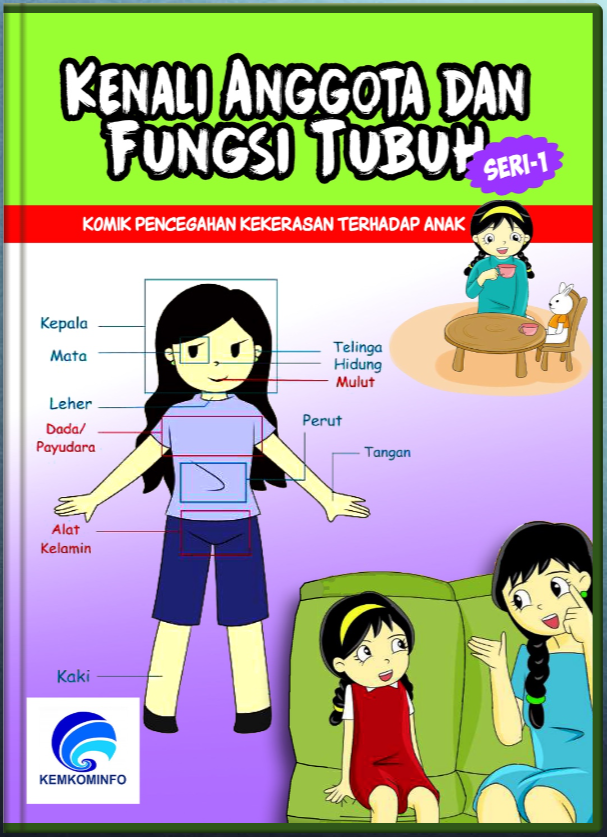 KENALI ANGGOTA DAN
FUNGSI TUBUH
SERI-1
KOMIK PENCEGAHAN KEKERASAN TERHADAP ANAK
Kepala
Mata
Telinga
Hidung
Mulut
Leher
Dada/
Payudara
Perut
Tangan
Alat
Kelamin
Kaki
KEMKOMINFO